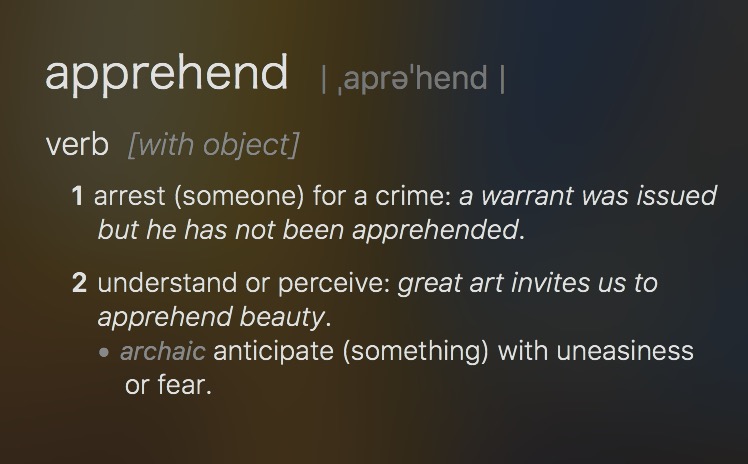 apprehend | ˌaprəˈhend |
verb [with object]
1 arrest (someone) for a crime: a warrant was issued
but he has not been apprehended.
2 understand or perceive: great art invites us to
apprehend beauty.
• archaic anticipate (something) with uneasiness
or fear.